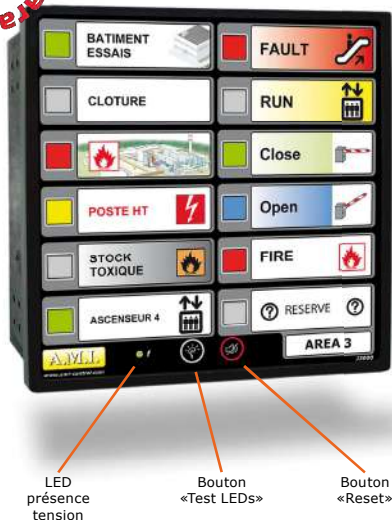 BATIMENT
ESSAIS
FAULT
CLOTURE
RUN
Close
POSTE HT
Open
STOCK
TOXIQUE
FIRE
ASCENSEUR 4
RESERVE
A.M.I.
AREA 3
LED
présence
tension
Bouton
«Test LEDs»
Bouton
«Reset»